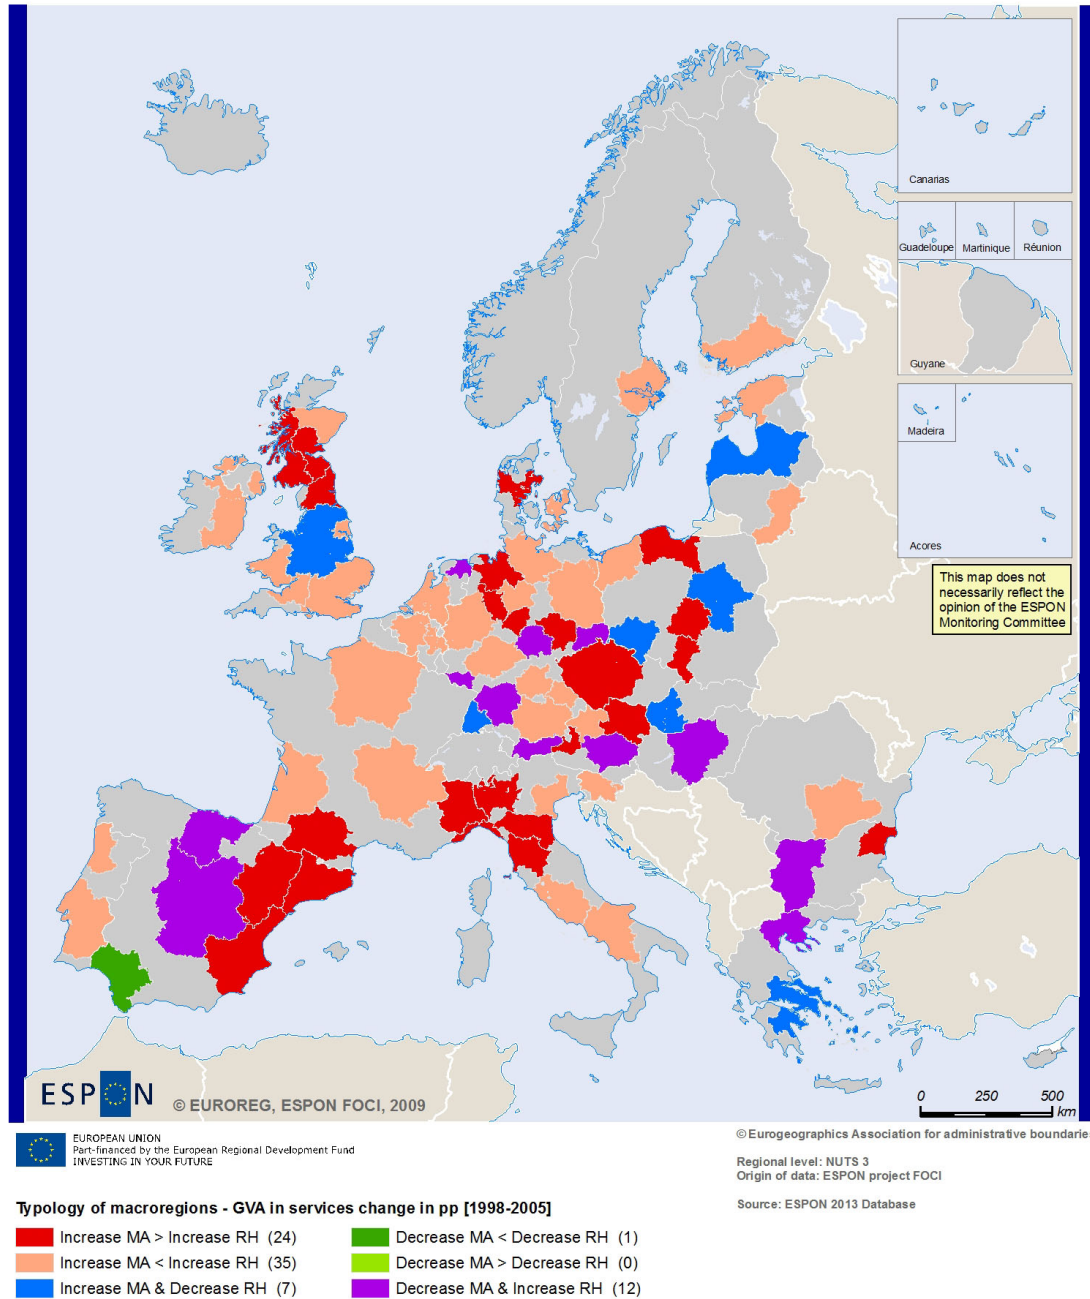 Canarias
Guadeloupe
Martinique
Réunion
Guyane
Madeira
Acores
This map does not
necessarily reflect the
opinion of the ESPON
Monitoring Committee
ESPON
© EUROREG, ESPON FOCI, 2009
0 250 500
km
EUROPEAN UNION
Part-financed by the European Regional Development Fund
INVESTING IN YOUR FUTURE
© Eurogeographics Association for administrative boundarie
Regional level: NUTS 3
Origin of data: ESPON project FOCI
Source: ESPON 2013 Database
Typology of macroregions - GVA in services change in pp [1998-2005]
Increase MA > Increase RH (24)
Increase MA < Increase RH (35)
Increase MA & Decrease RH (7)
Decrease MA < Decrease RH (1)
Decrease MA > Decrease RH (0)
Decrease MA & Increase RH (12)